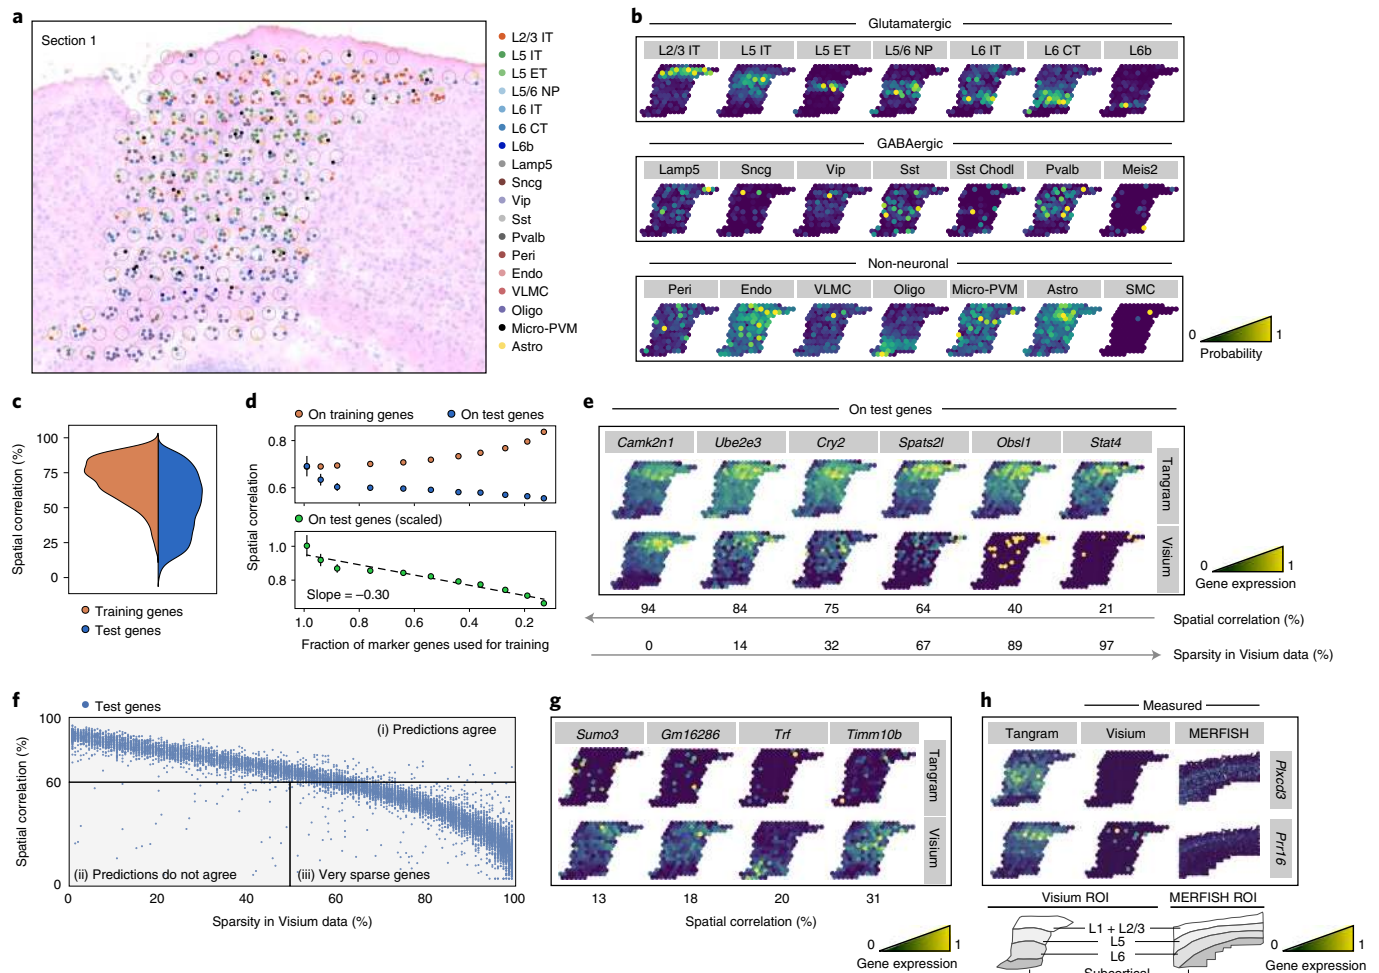 a
Section 1
L2/3 IT
L5 IT
L5 ET
L5/6 NP
L6 IT
L6 CT
L6b
Lamp5
Sncg
Vip
Sst
Pvalb
Peri
Endo
VLMC
Oligo
Micro-PVM
Astro
b
Glutamatergic
L2/3 IT L5 IT L5 ET L5/6 NP L6 IT L6 CT L6b
GABAergic
Lamp5 Sncg Vip Sst Sst Chodl Pvalb Meis2
Non-neuronal
Peri Endo VLMC Oligo Micro-PVM Astro SMC
0 1
Probability
c
Spatial correlation (%)
100
75
50
25
0
Training genes
Test genes
d
On training genes On test genes
Spatial correlation
0.8
0.6
On test genes (scaled)
1.0
0.8
Slope = –0.30
1.0 0.8 0.6 0.4 0.2
Fraction of marker genes used for training
e
On test genes
Camk2n1 Ube2e3 Cry2 Spats2l Obsl1 Stat4
Tangram
Visium
0 1
Gene expression
94 84 75 64 40 21
Spatial correlation (%)
0 14 32 67 89 97
Sparsity in Visium data (%)
f
Test genes
Spatial correlation (%)
100
60
0
(i) Predictions agree
(ii) Predictions do not agree
(iii) Very sparse genes
0 20 40 60 80 100
Sparsity in Visium data (%)
g
Sumo3 Gm16286 Trf Timm10b
Tangram
Visium
13 18 20 31
Spatial correlation (%)
0 1
Gene expression
h
Measured
Tangram Visium MERFISH
Plxcd3
Prr16
Visium ROI MERFISH ROI
L1 + L2/3
L5
L6
Subcortical
0 1
Gene expression